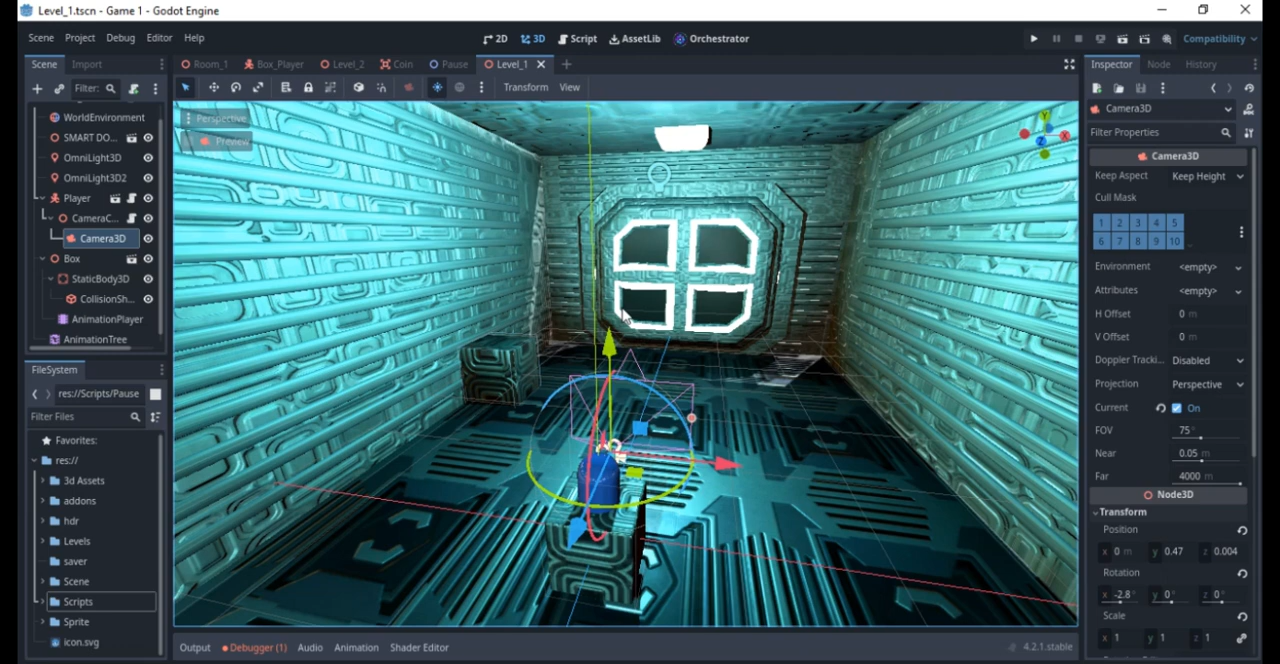 Level_1.tscn - Game 1 - Godot Engine
Scene Project Debug Editor Help
2D 3D Script AssetLib Orchestrator
Compatibility
Scene Import
Room_1 Box_Player Level_2 Coin Pause Level_1
Inspector Node History
Filter:
Transform View
Camera3D
Filter Properties
WorldEnvironment
SMART DO...
OmniLight3D
OmniLight3D2
Player
CameraC...
Camera3D
Box
StaticBody3D
CollisionSh...
AnimationPlayer
AnimationTree
Perspective
Preview
Y
X
Z
Camera3D
Keep Aspect Keep Height
Cull Mask
1 2 3 4 5
6 7 8 9 10
Environment <empty>
Attributes <empty>
H Offset 0 m
V Offset 0 m
Doppler Tracki... Disabled
Projection Perspective
Current On
FOV 75 °
Near 0.05 m
Far 4000 m
Node3D
Transform
Position
x 0 m y 0.47 z 0.004
Rotation
x -2.8° y 0° z 0°
Scale
x 1 y 1 z 1
FileSystem
res://Scripts/Pause
Filter Files
Favorites:
res://
3d Assets
addons
hdr
Levels
saver
Scene
Scripts
Sprite
icon.svg
Output Debugger (1) Audio Animation Shader Editor
4.2.1.stable